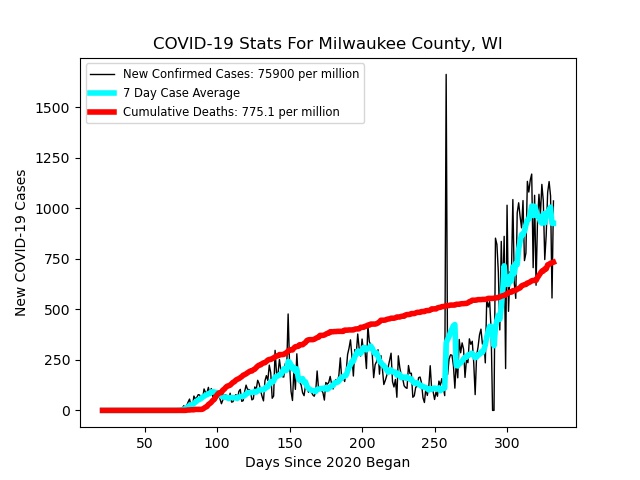 COVID-19 Stats For Milwaukee County, WI
New Confirmed Cases: 75900 per million
7 Day Case Average
Cumulative Deaths: 775.1 per million
New COVID-19 Cases
1500
1250
1000
750
500
250
0
50 100 150 200 250 300
Days Since 2020 Began